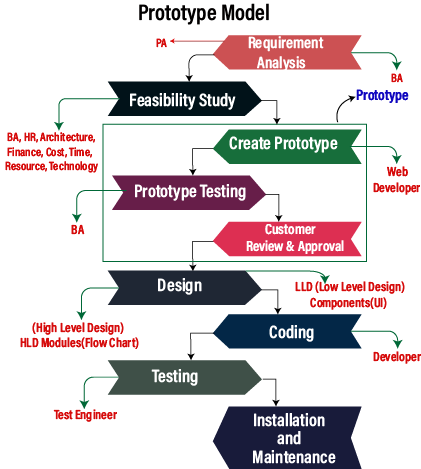 Prototype Model
PA
Requirement
Analysis
BA
Feasibility Study
Prototype
BA, HR, Architecture,
Finance, Cost, Time,
Resource, Technology
Create Prototype
Web
Developer
Prototype Testing
BA
Customer
Review & Approval
Design
LLD (Low Level Design)
Components(UI)
(High Level Design)
HLD Modules(Flow Chart)
Coding
Developer
Testing
Test Engineer
Installation
and
Maintenance